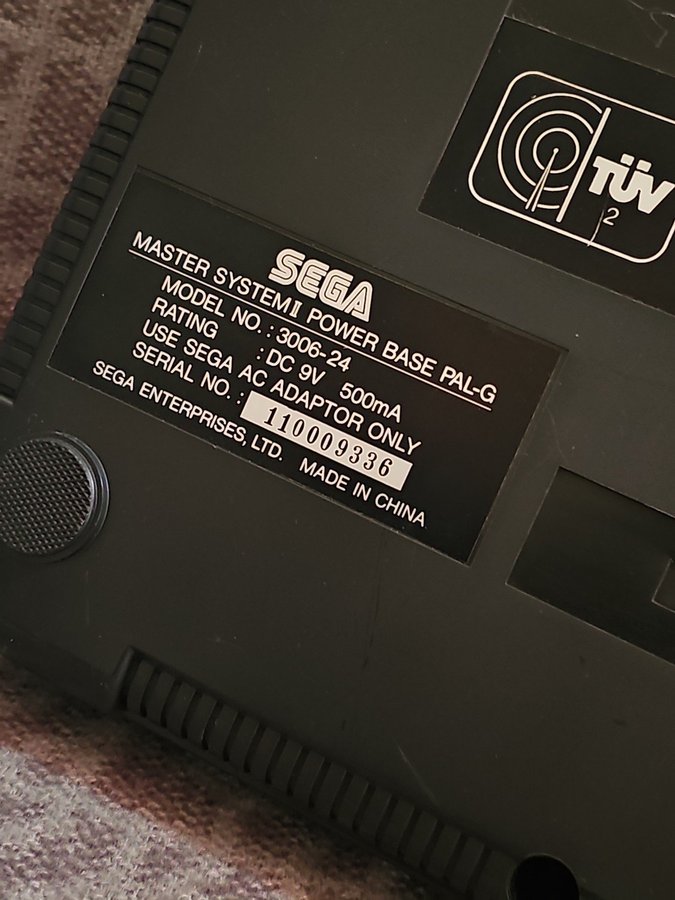 TÜV
2
SEGA
MASTER SYSTEM II POWER BASE PAL-G
MODEL NO. : 3006-24
RATING : DC 9V 500mA
USE SEGA AC ADAPTOR ONLY
SERIAL NO. : 110009336
SEGA ENTERPRISES, LTD. MADE IN CHINA